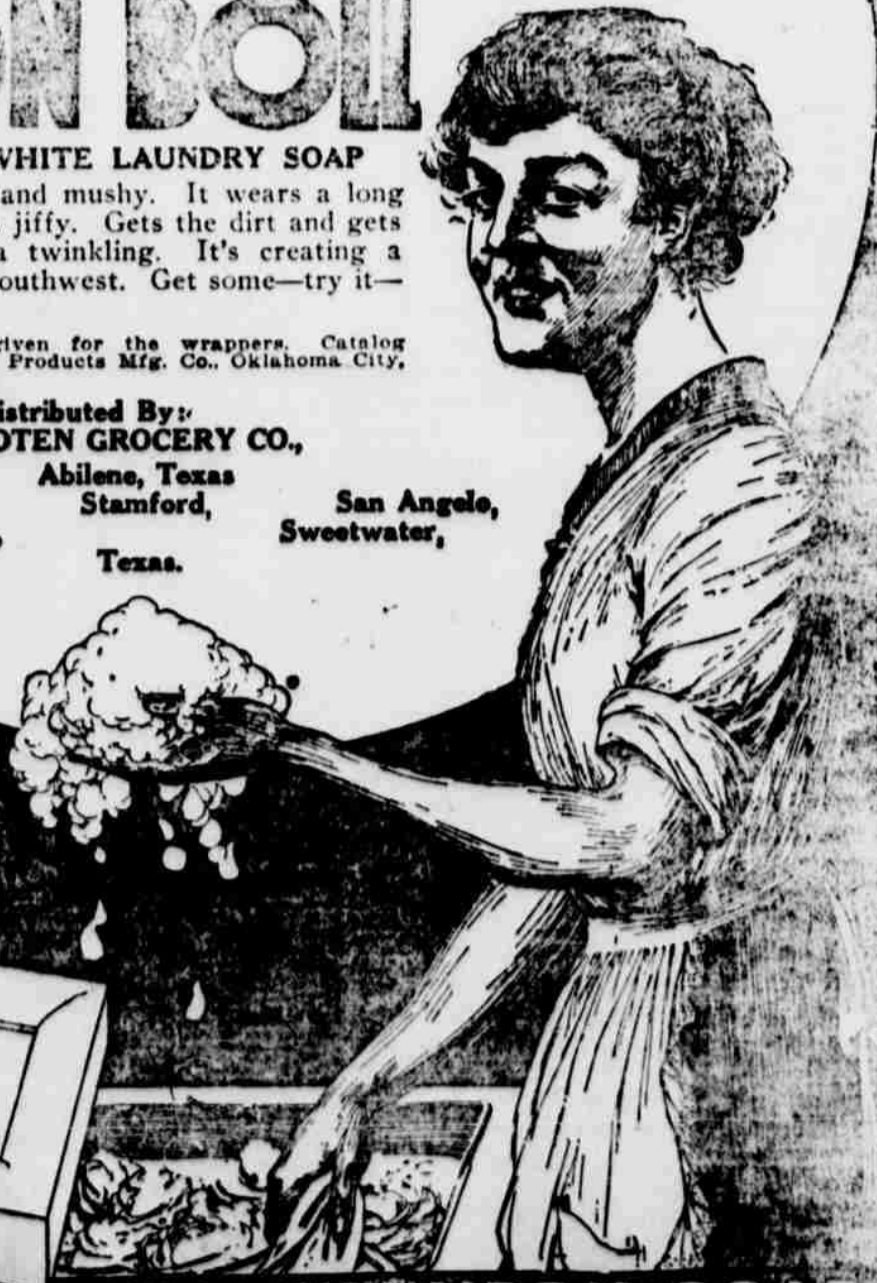 N BOLL
WHITE LAUNDRY SOAP
and mushy. It wears a long
jiffy. Gets the dirt and gets
a twinkling. It's creating a
outhwest. Get some—try it—
iven for the wrappers. Catalog
Products Mfg. Co., Oklahoma City,
istributed By:
OTEN GROCERY CO.,
Abilene, Texas
Stamford, San Angelo,
Sweetwater,
Texas.